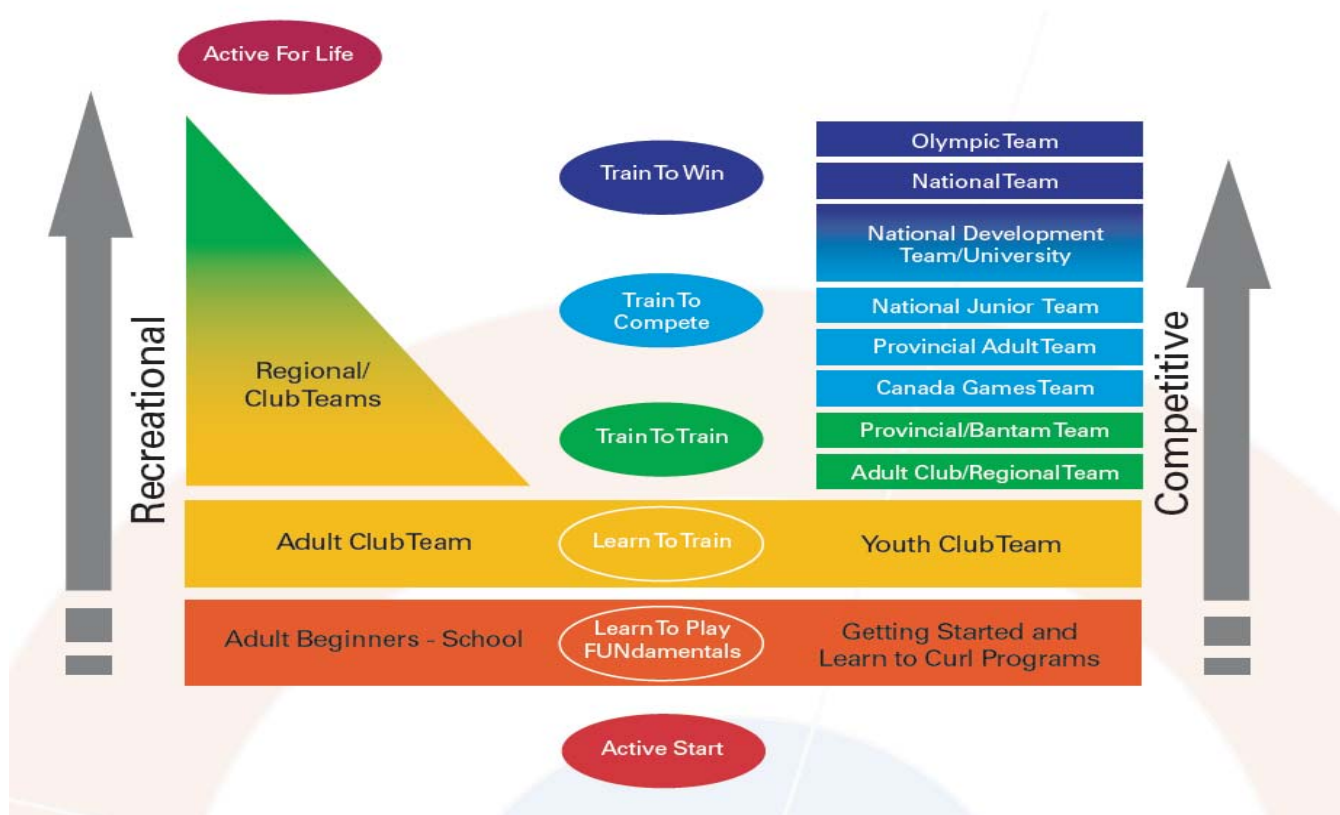 Active For Life
Recreational
Regional/
Club Teams
Train To Win
Train To
Compete
Train To Train
Olympic Team
National Team
National Development
Team/University
National Junior Team
Provincial Adult Team
Canada Games Team
Provincial/Bantam Team
Adult Club/Regional Team
Competitive
Adult Club Team
Learn To Train
Youth Club Team
Adult Beginners - School
Learn To Play
FUNdamentals
Getting Started and
Learn to Curl Programs
Active Start